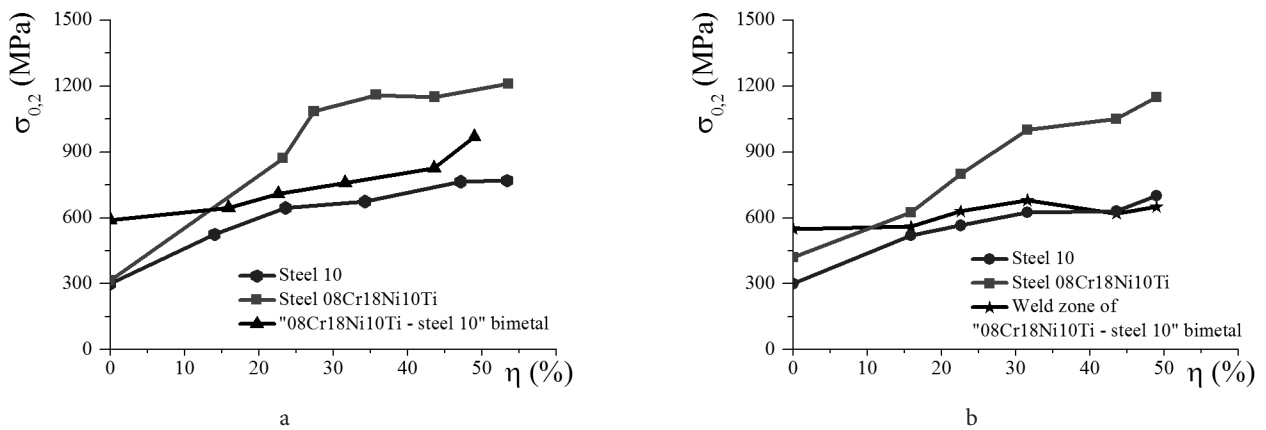 1500
1200
900
600
300
0
σ0,2 (MPa)
Steel 10
Steel 08Cr18Ni10Ti
"08Cr18Ni10Ti - steel 10" bimetal
0 10 20 30 40 50 η (%)
a
1500
1200
900
600
300
0
σ0,2 (MPa)
Steel 10
Steel 08Cr18Ni10Ti
Weld zone of
"08Cr18Ni10Ti - steel 10" bimetal
0 10 20 30 40 50 η (%)
b